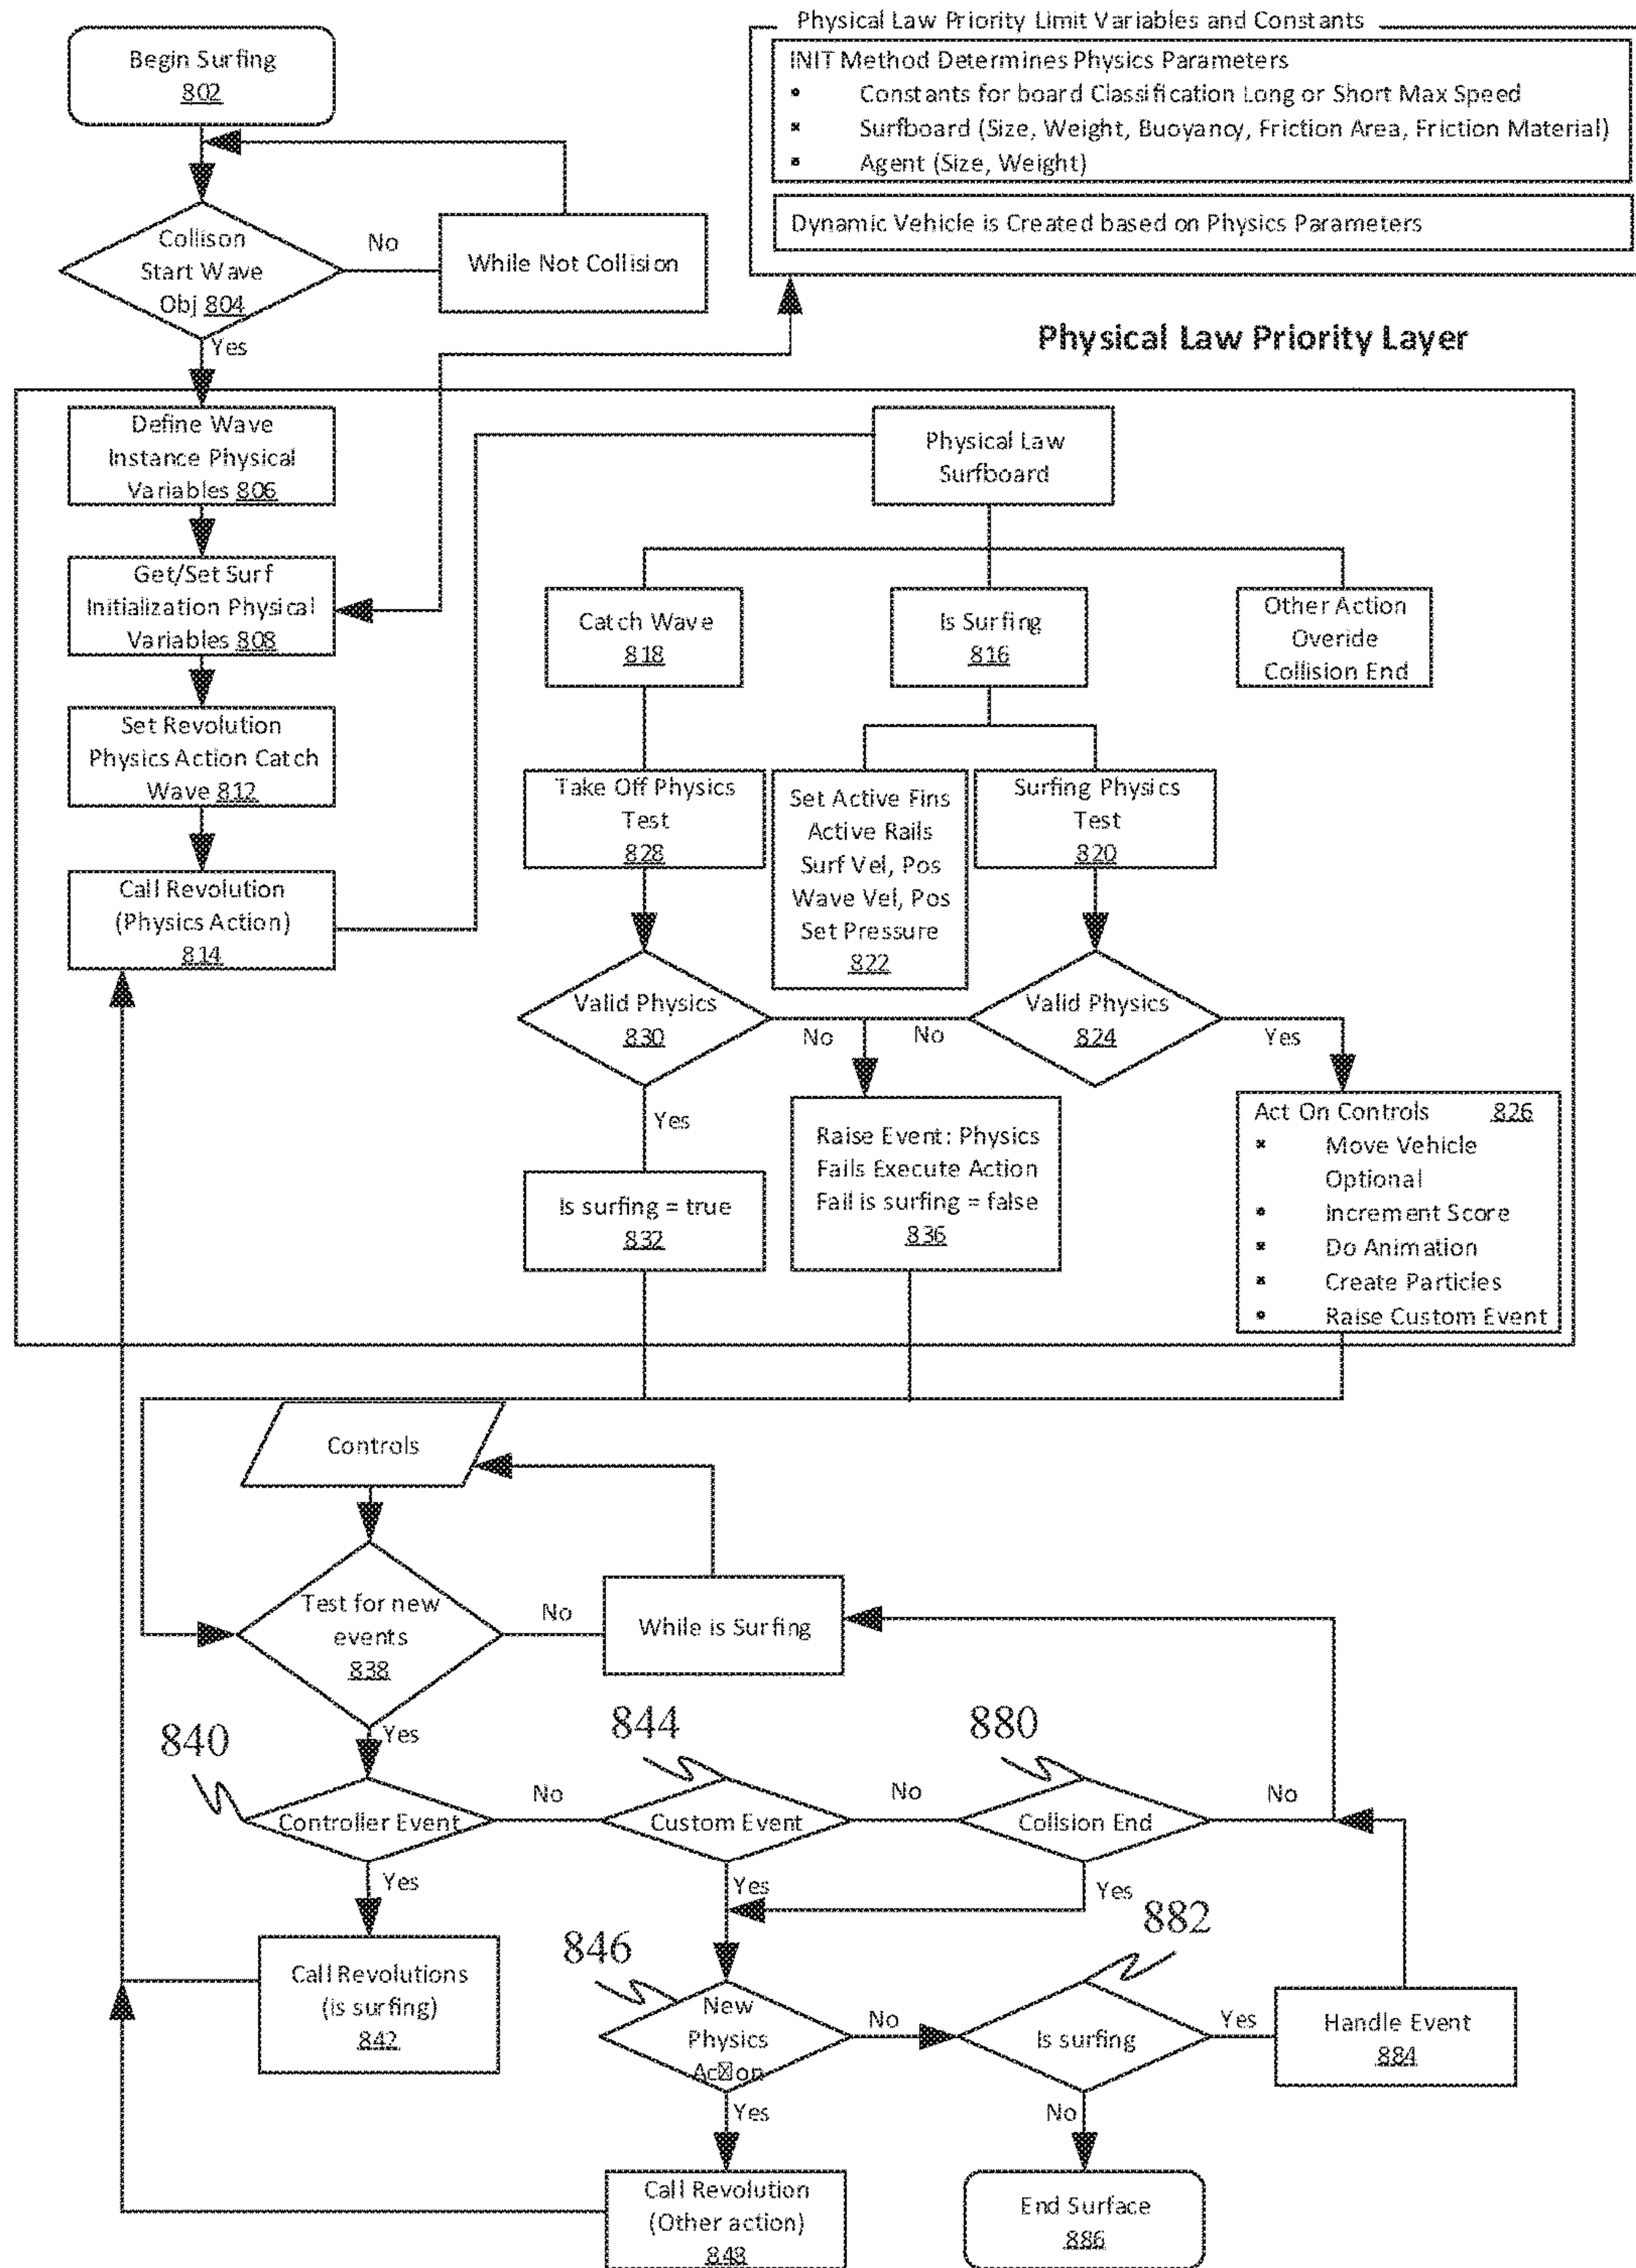 Begin Surfing
802
Physical Law Priority Limit Variables and Constants
INIT Method Determines Physics Parameters
Constants for board Classification Long or Short Max Speed
Surfboard (Size, Weight, Buoyancy, Friction Area, Friction Material)
Agent (Size, Weight)
Dynamic Vehicle is Created based on Physics Parameters
Collison
Start Wave
Obj 804
No
While Not Collision
Yes
Physical Law Priority Layer
Define Wave
Instance Physical
Variables 806
Get/Set Surf
Initialization Physical
Variables 808
Set Revolution
Physics Action Catch
Wave 812
Call Revolution
(Physics Action)
814
Physical Law
Surfboard
Catch Wave
818
Is Surfing
816
Other Action
Overide
Collision End
Take Off Physics
Test
828
Set Active Fins
Active Rails
Surf Vel, Pos
Wave Vel, Pos
Set Pressure
822
Surfing Physics
Test
820
Valid Physics
830
No
No
Valid Physics
824
Yes
Yes
Is surfing = true
832
Raise Event: Physics
Fails Execute Action
Fail is surfing = false
836
Act On Controls 826
Move Vehicle
Optional
Increment Score
Do Animation
Create Particles
Raise Custom Event
Controls
Test for new
events
838
No
While is Surfing
Yes
840
844
880
Controller Event
No
Custom Event
No
Collsion End
No
Yes
Yes
Yes
Call Revolutions
(is surfing)
842
846
New
Physics
Ac☒on
No
882
Is surfing
Yes
Handle Event
884
Yes
No
Call Revolution
(Other action)
848
End Surface
886